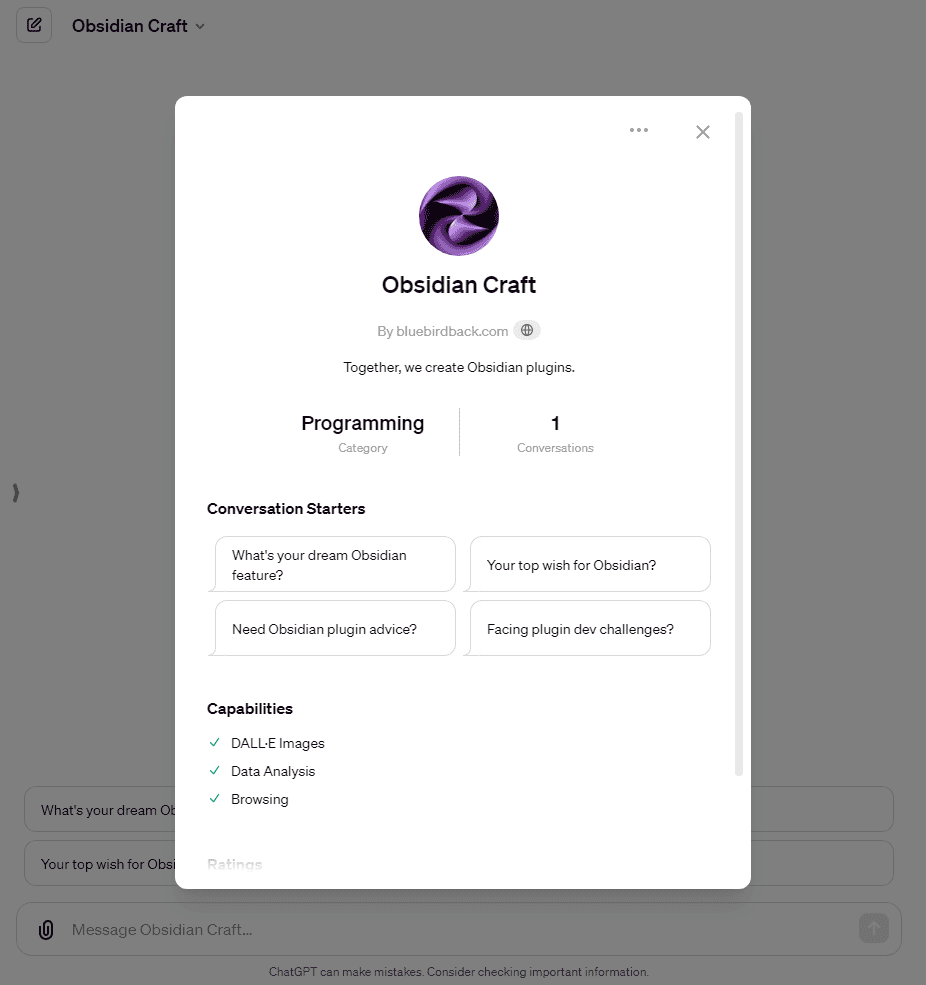 Obsidian Craft
Obsidian Craft
By bluebirdback.com
Together, we create Obsidian plugins.
Programming
Category
1
Conversations
Conversation Starters
What's your dream Obsidian
feature?
Your top wish for Obsidian?
Need Obsidian plugin advice?
Facing plugin dev challenges?
Capabilities
DALL·E Images
Data Analysis
Browsing
Ratings
What's your dream Ob
Your top wish for Obsi
Message Obsidian Craft...
ChatGPT can make mistakes. Consider checking important information.